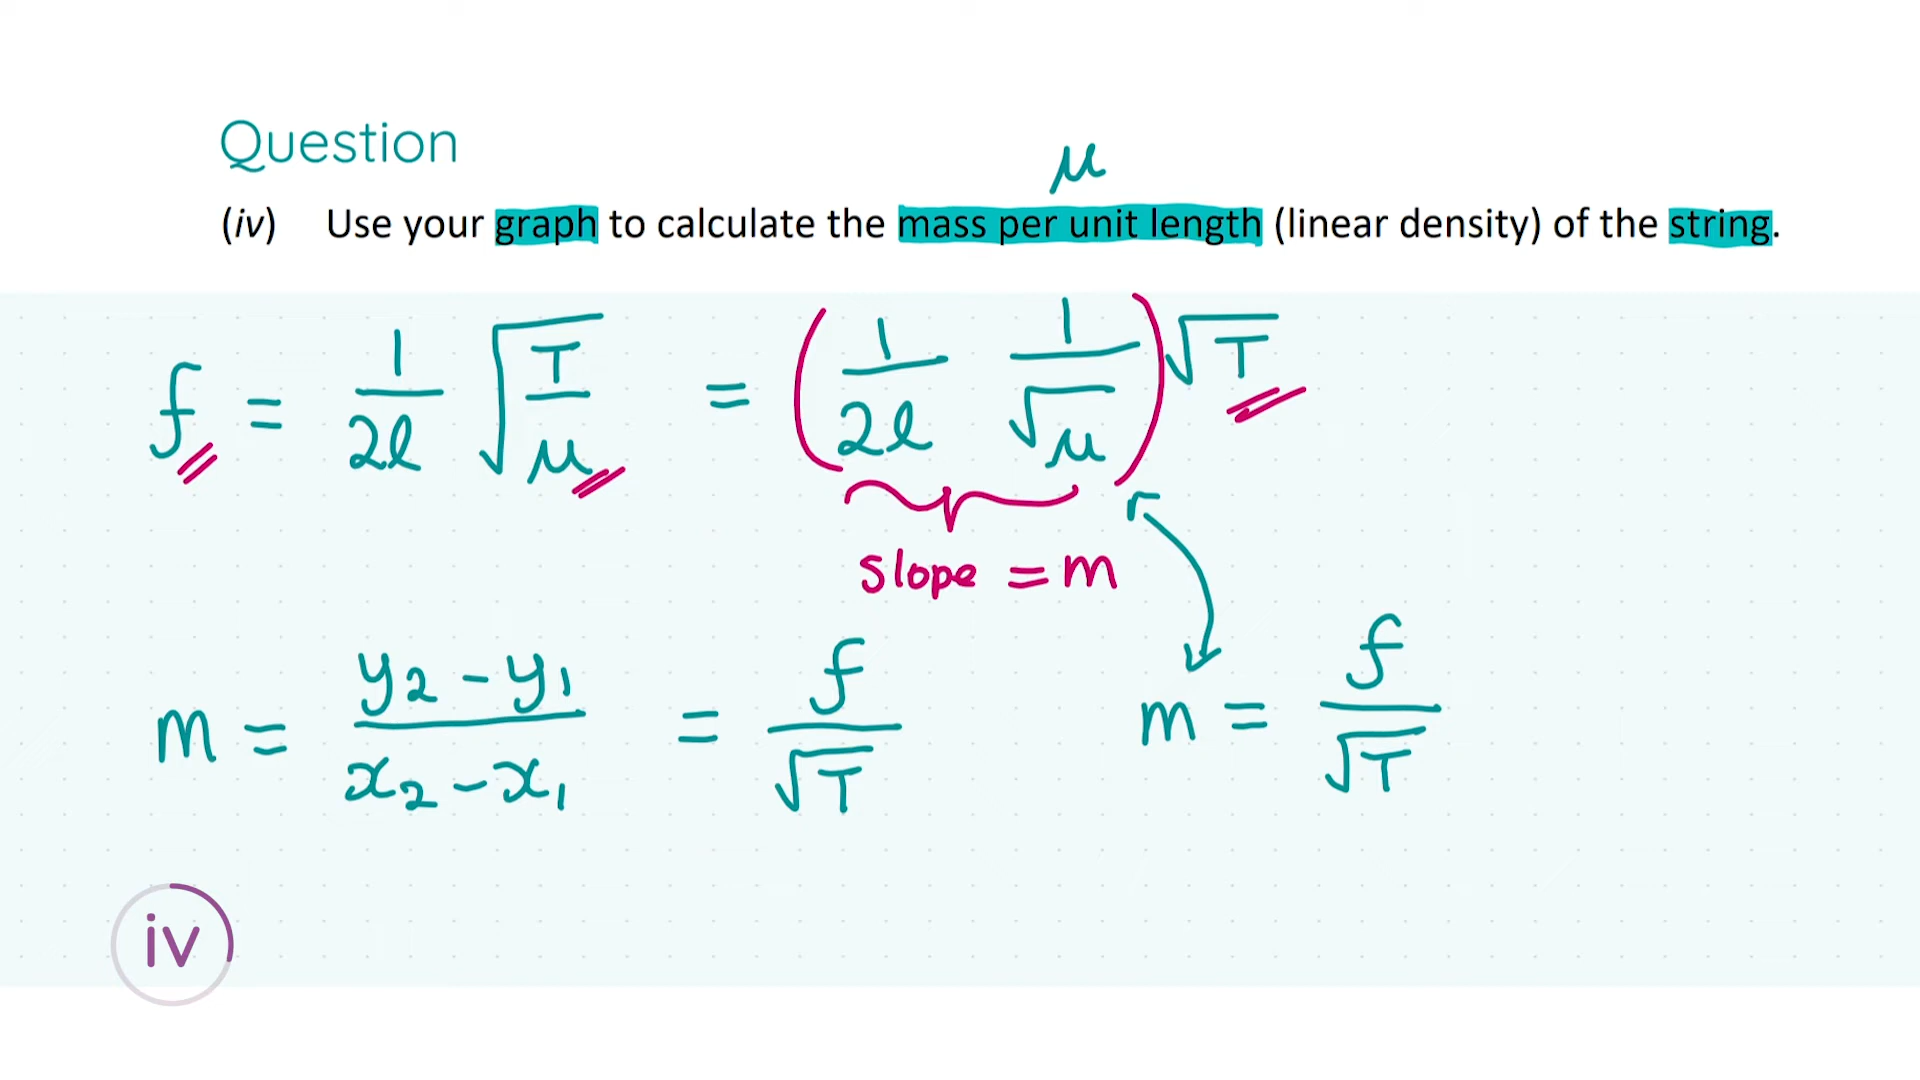 Question
μ
(iv) Use your graph to calculate the mass per unit length (linear density) of the string.
f = 1/2l √(T/μ) = (1/2l 1/√μ) √T
slope = m
m = y₂ - y₁ / x₂ - x₁ = f/√T
m = f/√T
iv